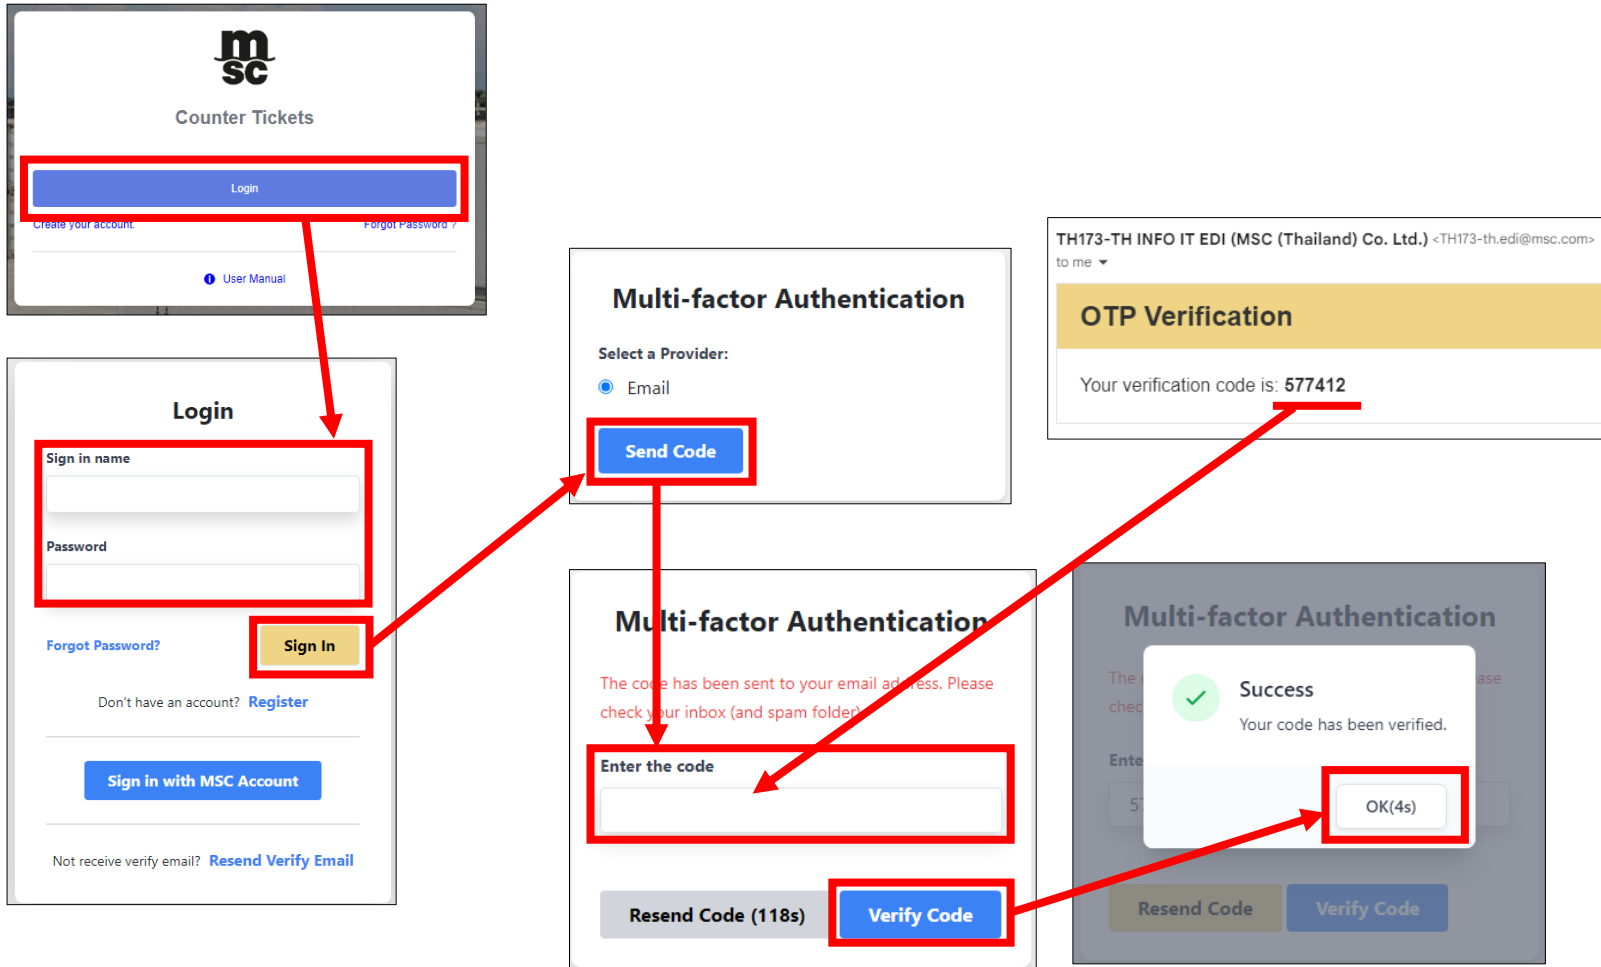 m
sc
Counter Tickets
Login
Create your account.
Forgot Password ?
User Manual
Login
Sign in name
Password
Forgot Password?
Sign In
Don't have an account? Register
Sign in with MSC Account
Not receive verify email? Resend Verify Email
Multi-factor Authentication
Select a Provider:
Email
Send Code
TH173-TH INFO IT EDI (MSC (Thailand) Co. Ltd.) <TH173-th.edi@msc.com>
to me
OTP Verification
Your verification code is: 577412
Multi-factor Authentication
The code has been sent to your email address. Please
check your inbox (and spam folder)
Enter the code
Resend Code (118s)
Verify Code
Multi-factor Authentication
The
Success
Your code has been verified.
OK(4s)
Resend Code
Verify Code